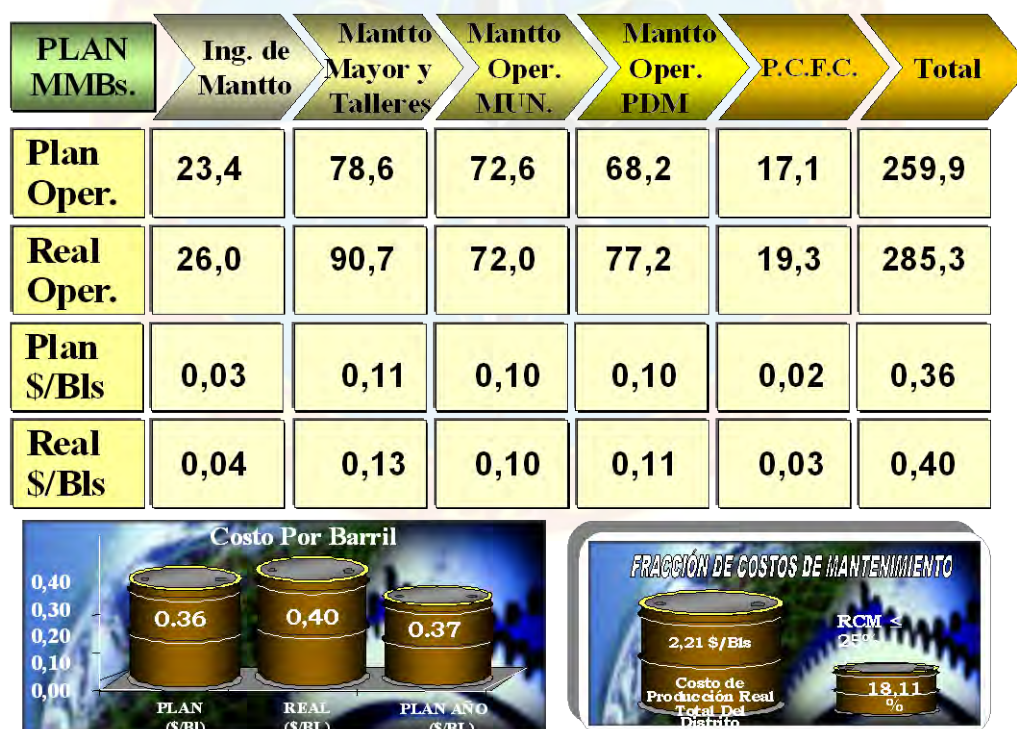 PLAN
MMBs.
Ing. de
Mantto
Mantto
Mayor y
Talleres
Mantto
Oper.
MUN.
Mantto
Oper.
PDM
P.C.F.C.
Total
Plan
Oper.
23,4
78,6
72,6
68,2
17,1
259,9
Real
Oper.
26,0
90,7
72,0
77,2
19,3
285,3
Plan
$/Bls
0,03
0,11
0,10
0,10
0,02
0,36
Real
$/Bls
0,04
0,13
0,10
0,11
0,03
0,40
Costo Por Barril
0,40
0,30
0,20
0,10
0,00
0.36
0,40
0.37
PLAN
($/Bl)
REAL
($/BL)
PLAN AÑO
($/BL)
FRACCIÓN DE COSTOS DE MANTENIMIENTO
2,21 $/Bls
Costo de
Producción Real
Total Del
Distrito
RCM <
25%
18,11
%